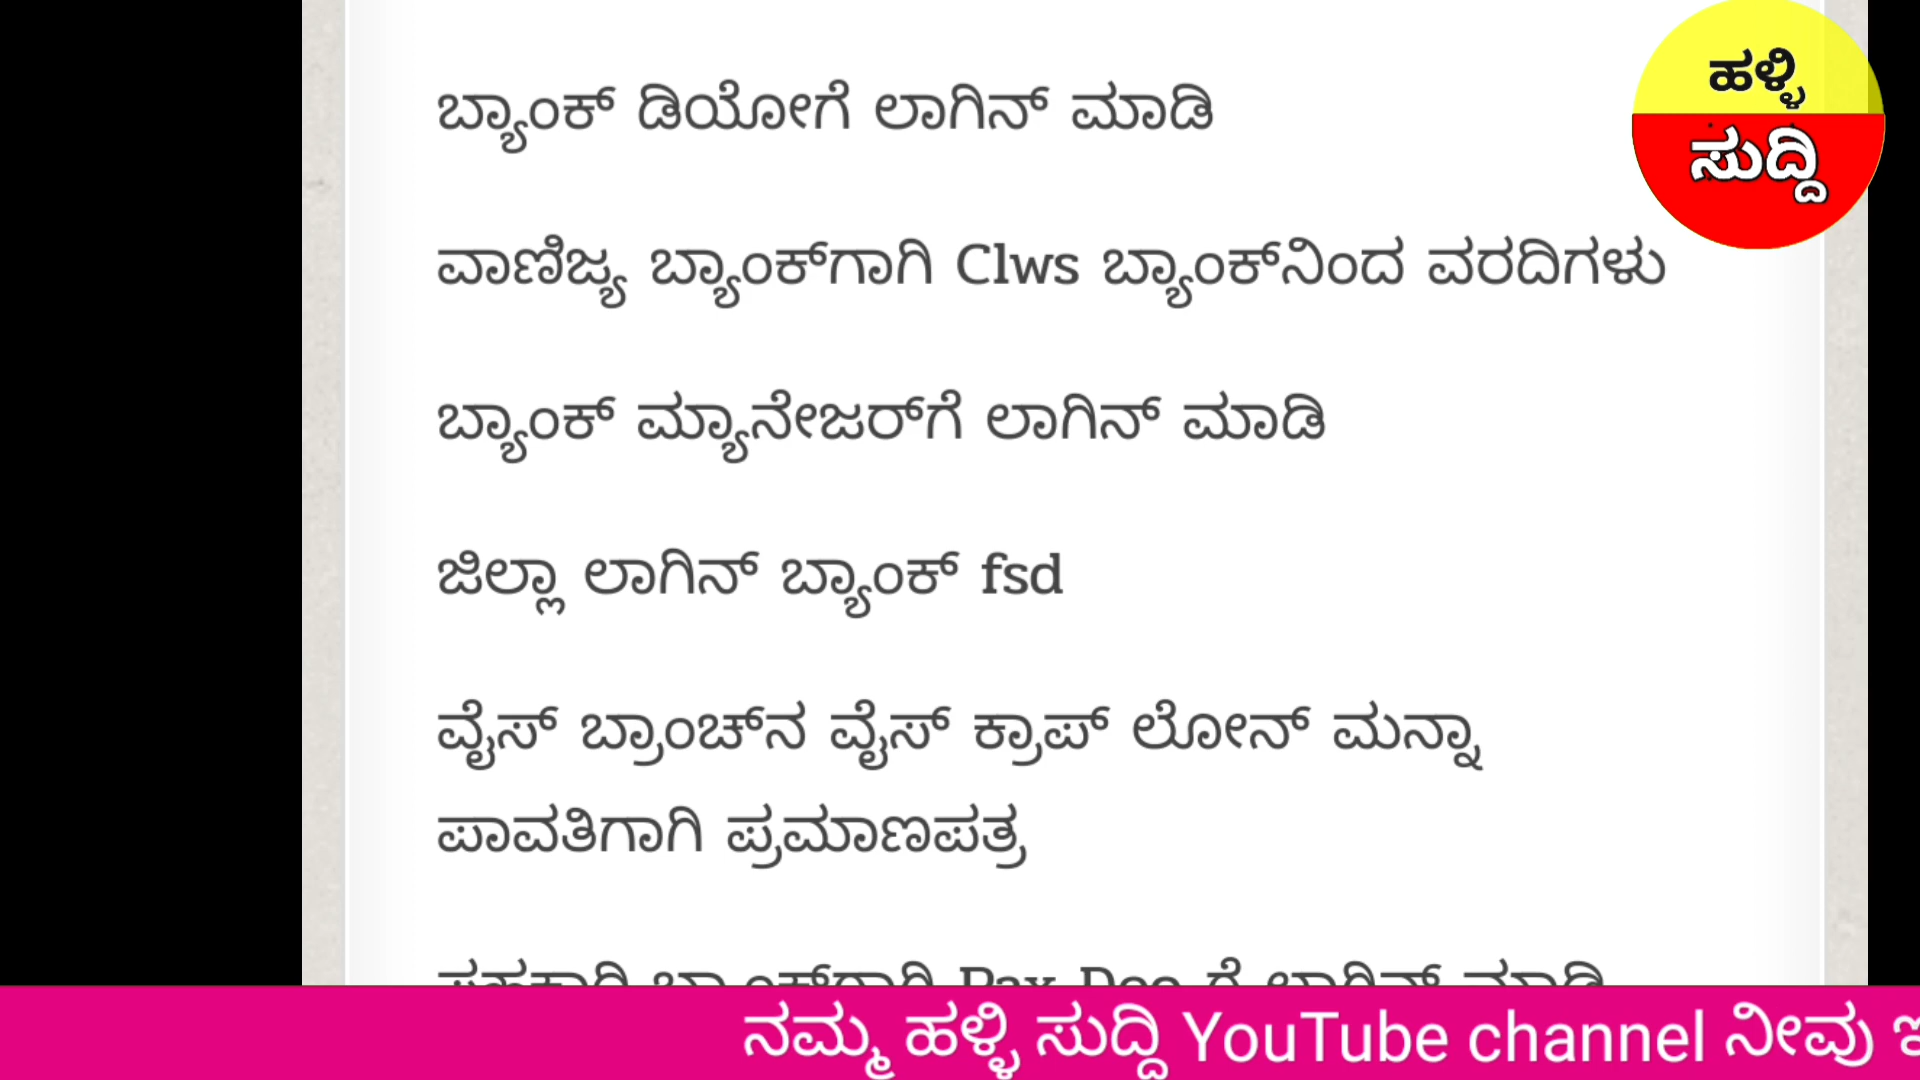 ಹಳ್ಳಿ
ಸುದ್ದಿ
ಬ್ಯಾಂಕ್ ಡಿಯೋಗೆ ಲಾಗಿನ್ ಮಾಡಿ
ವಾಣಿಜ್ಯ ಬ್ಯಾಂಕ್‌ಗಾಗಿ Clws ಬ್ಯಾಂಕ್‌ನಿಂದ ವರದಿಗಳು
ಬ್ಯಾಂಕ್ ಮ್ಯಾನೇಜರ್‌ಗೆ ಲಾಗಿನ್ ಮಾಡಿ
ಜಿಲ್ಲಾ ಲಾಗಿನ್ ಬ್ಯಾಂಕ್ fsd
ವೈಸ್ ಬ್ರಾಂಚ್‌ನ ವೈಸ್ ಕ್ರಾಪ್ ಲೋನ್ ಮನ್ನಾ
ಪಾವತಿಗಾಗಿ ಪ್ರಮಾಣಪತ್ರ
ನಮ್ಮ ಹಳ್ಳಿ ಸುದ್ದಿ YouTube channel ನೀವು